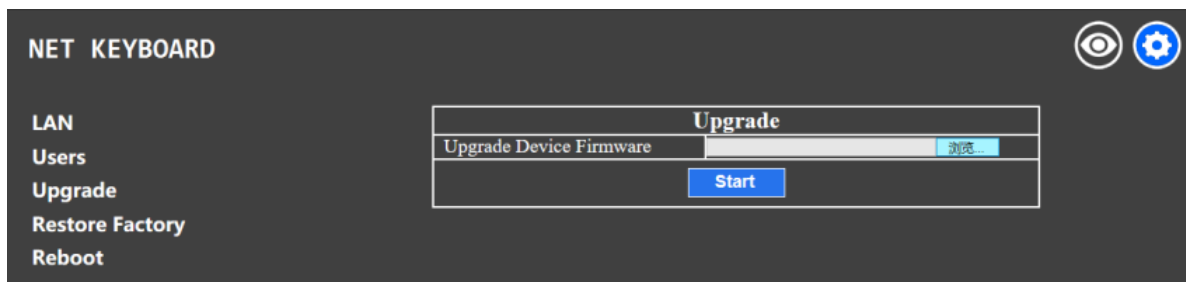 NET KEYBOARD
LAN
Users
Upgrade
Restore Factory
Reboot
Upgrade
Upgrade Device Firmware 浏览...
Start